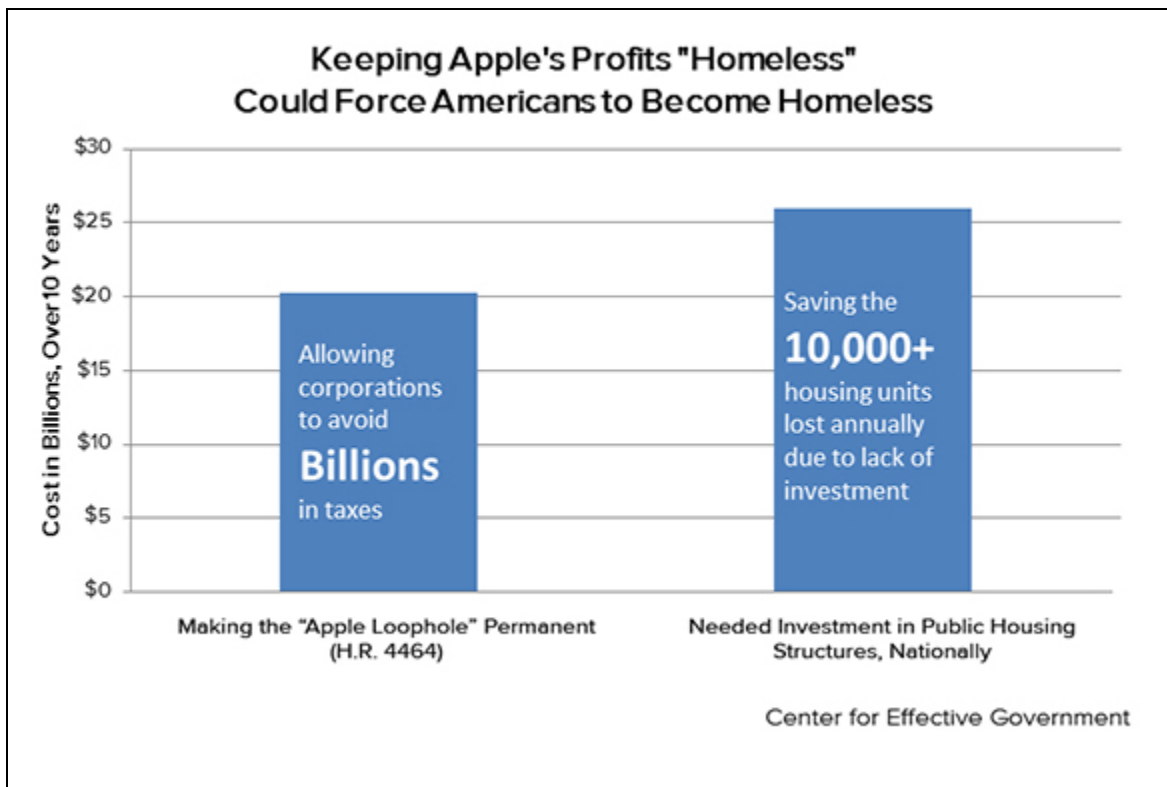 Keeping Apple's Profits "Homeless"
Could Force Americans to Become Homeless
Cost in Billions, Over 10 Years
$30
$25
$20
$15
$10
$5
$0
Allowing
corporations
to avoid
Billions
in taxes
Saving the
10,000+
housing units
lost annually
due to lack of
investment
Making the “Apple Loophole” Permanent
(H.R. 4464)
Needed Investment in Public Housing
Structures, Nationally
Center for Effective Government